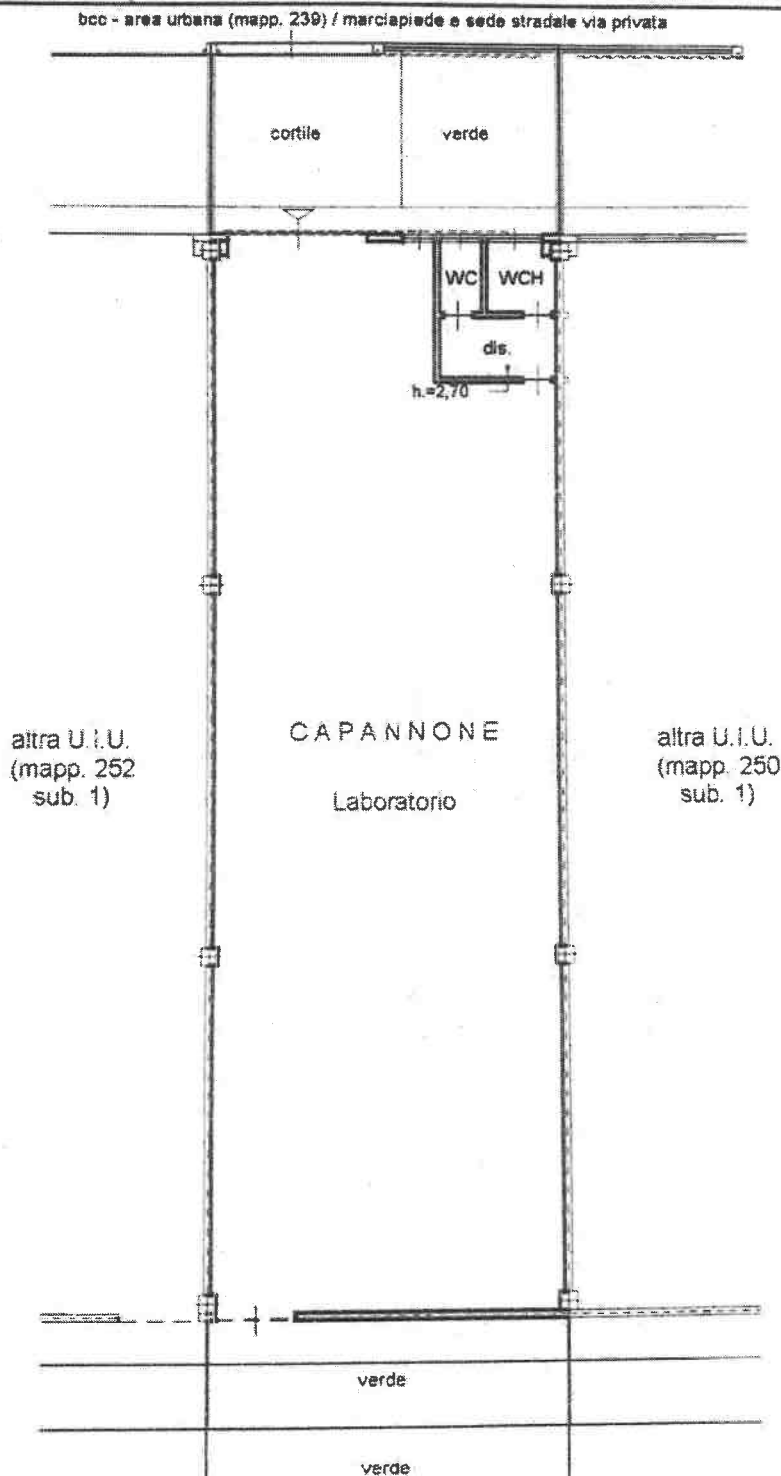 bcc - area urbana (mapp. 239) / marciapiede e sede stradale via privata
cortile
verde
WC
WCH
dis.
h.=2,70
altra U.I.U.
(mapp. 252
sub. 1)
CAPANNONE
Laboratorio
altra U.I.U.
(mapp. 250
sub. 1)
verde
verde